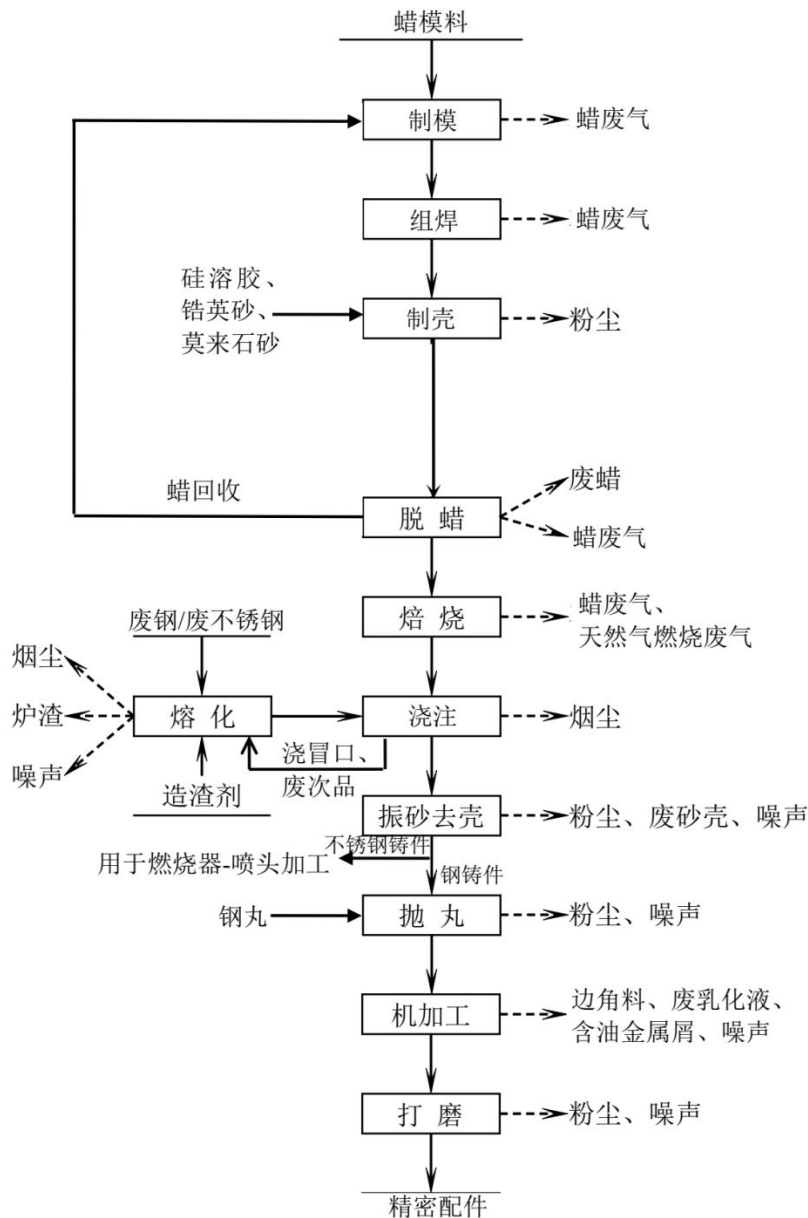 蜡模料
制模
蜡废气
组焊
蜡废气
硅溶胶、
锆英砂、
莫来石砂
制壳
粉尘
蜡回收
脱 蜡
废蜡
蜡废气
焙 烧
蜡废气、
天然气燃烧废气
废钢/废不锈钢
烟尘
炉渣
噪声
熔 化
浇注
烟尘
浇冒口、
废次品
造渣剂
振砂去壳
粉尘、废砂壳、噪声
不锈钢铸件
用于燃烧器-喷头加工
钢铸件
钢丸
抛 丸
粉尘、噪声
机加工
边角料、废乳化液、
含油金属屑、噪声
打 磨
粉尘、噪声
精密配件